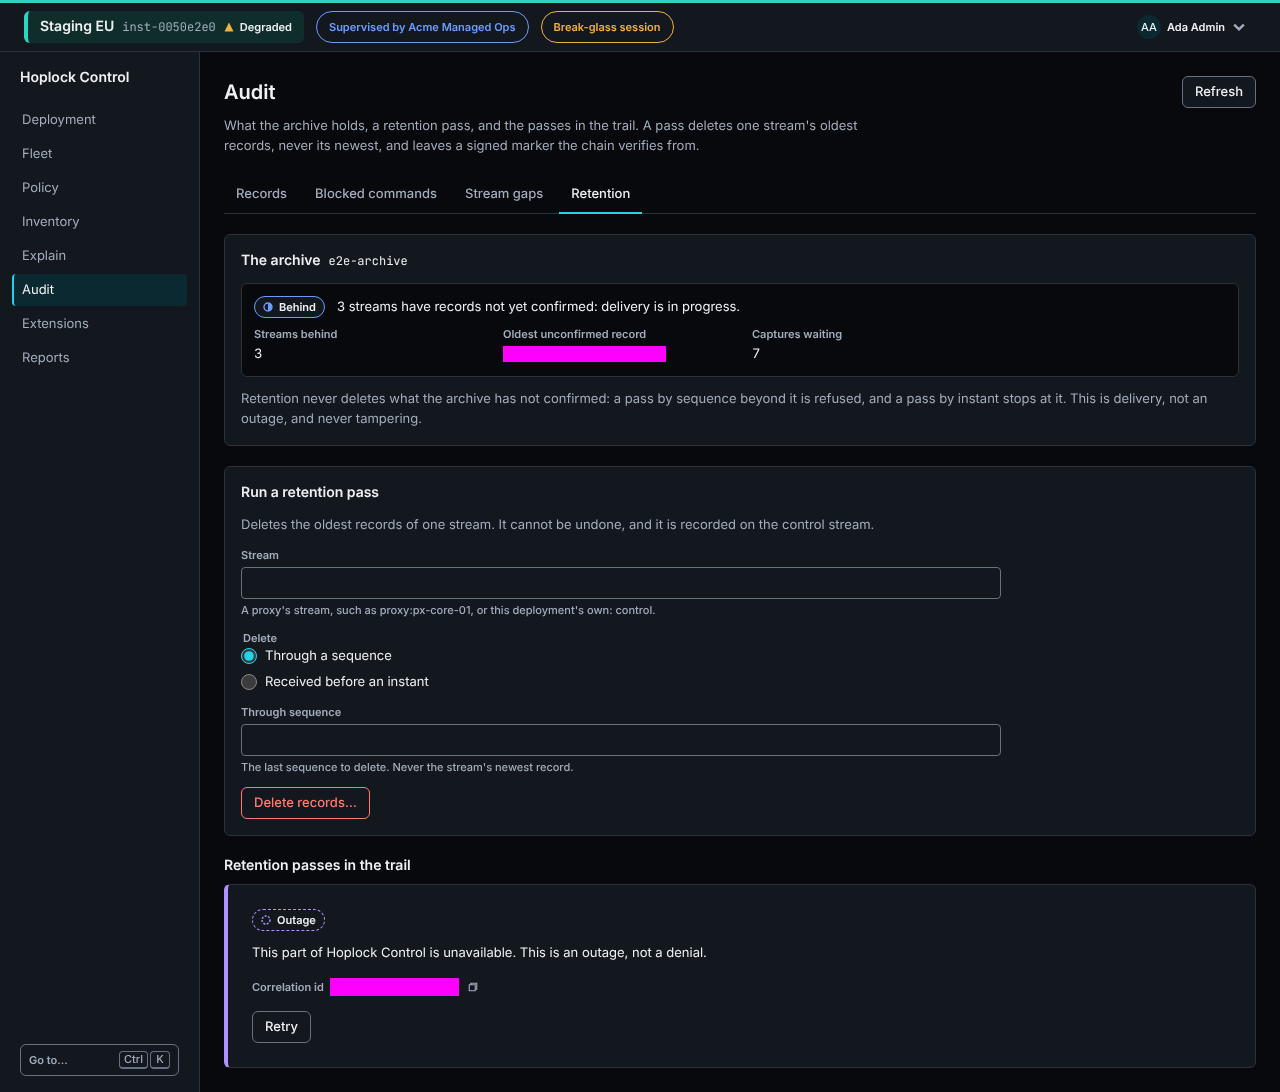 Staging EU inst-0050e2e0 Degraded
Supervised by Acme Managed Ops
Break-glass session
AA Ada Admin
Hoplock Control
Deployment
Fleet
Policy
Inventory
Explain
Audit
Extensions
Reports
Go to...
Ctrl K
Audit
Refresh
What the archive holds, a retention pass, and the passes in the trail. A pass deletes one stream's oldest
records, never its newest, and leaves a signed marker the chain verifies from.
Records Blocked commands Stream gaps Retention
The archive e2e-archive
Behind 3 streams have records not yet confirmed: delivery is in progress.
Streams behind Oldest unconfirmed record Captures waiting
3 7
Retention never deletes what the archive has not confirmed: a pass by sequence beyond it is refused, and a pass by instant stops at it. This is delivery, not an
outage, and never tampering.
Run a retention pass
Deletes the oldest records of one stream. It cannot be undone, and it is recorded on the control stream.
Stream
A proxy's stream, such as proxy:px-core-01, or this deployment's own: control.
Delete
Through a sequence
Received before an instant
Through sequence
The last sequence to delete. Never the stream's newest record.
Delete records...
Retention passes in the trail
Outage
This part of Hoplock Control is unavailable. This is an outage, not a denial.
Correlation id
Retry